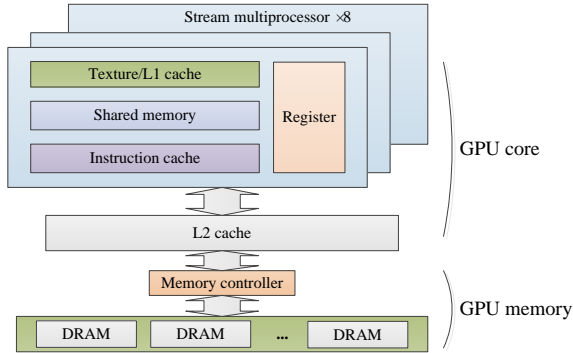 Stream multiprocessor ×8
Texture/L1 cache
Shared memory
Instruction cache
Register
GPU core
L2 cache
Memory controller
GPU memory
DRAM DRAM ... DRAM